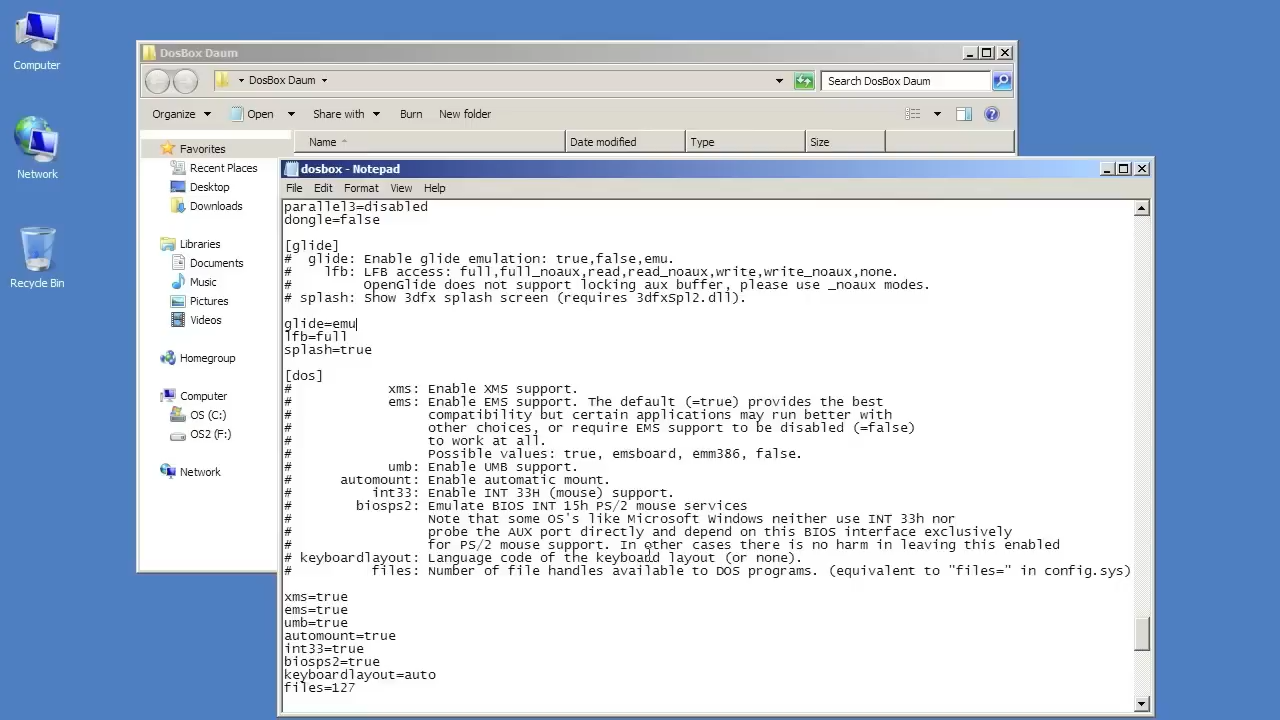 Computer
Network
Recycle Bin
DosBox Daum
DosBox Daum
Search DosBox Daum
Organize
Open
Share with
Burn
New folder
Name
Date modified
Type
Size
Favorites
Recent Places
Desktop
Downloads
Libraries
Documents
Music
Pictures
Videos
Homegroup
Computer
OS (C:)
OS2 (F:)
Network
dosbox - Notepad
File Edit Format View Help
parallel3=disabled
dongle=false
[glide]
# glide: Enable glide emulation: true,false,emu.
# lfb: LFB access: full,full_noaux,read,read_noaux,write,write_noaux,none.
# OpenGlide does not support locking aux buffer, please use _noaux modes.
# splash: Show 3dfx splash screen (requires 3dfxSpl2.dll).
glide=emu
lfb=full
splash=true
[dos]
# xms: Enable XMS support.
# ems: Enable EMS support. The default (=true) provides the best
# compatibility but certain applications may run better with
# other choices, or require EMS support to be disabled (=false)
# to work at all.
# Possible values: true, emsboard, emm386, false.
# umb: Enable UMB support.
# automount: Enable automatic mount.
# int33: Enable INT 33H (mouse) support.
# biosps2: Emulate BIOS INT 15h PS/2 mouse services
# Note that some OS's like Microsoft Windows neither use INT 33h nor
# probe the AUX port directly and depend on this BIOS interface exclusively
# for PS/2 mouse support. In other cases there is no harm in leaving this enabled
# keyboardlayout: Language code of the keyboard layout (or none).
# files: Number of file handles available to DOS programs. (equivalent to "files=" in config.sys)
xms=true
ems=true
umb=true
automount=true
int33=true
biosps2=true
keyboardlayout=auto
files=127